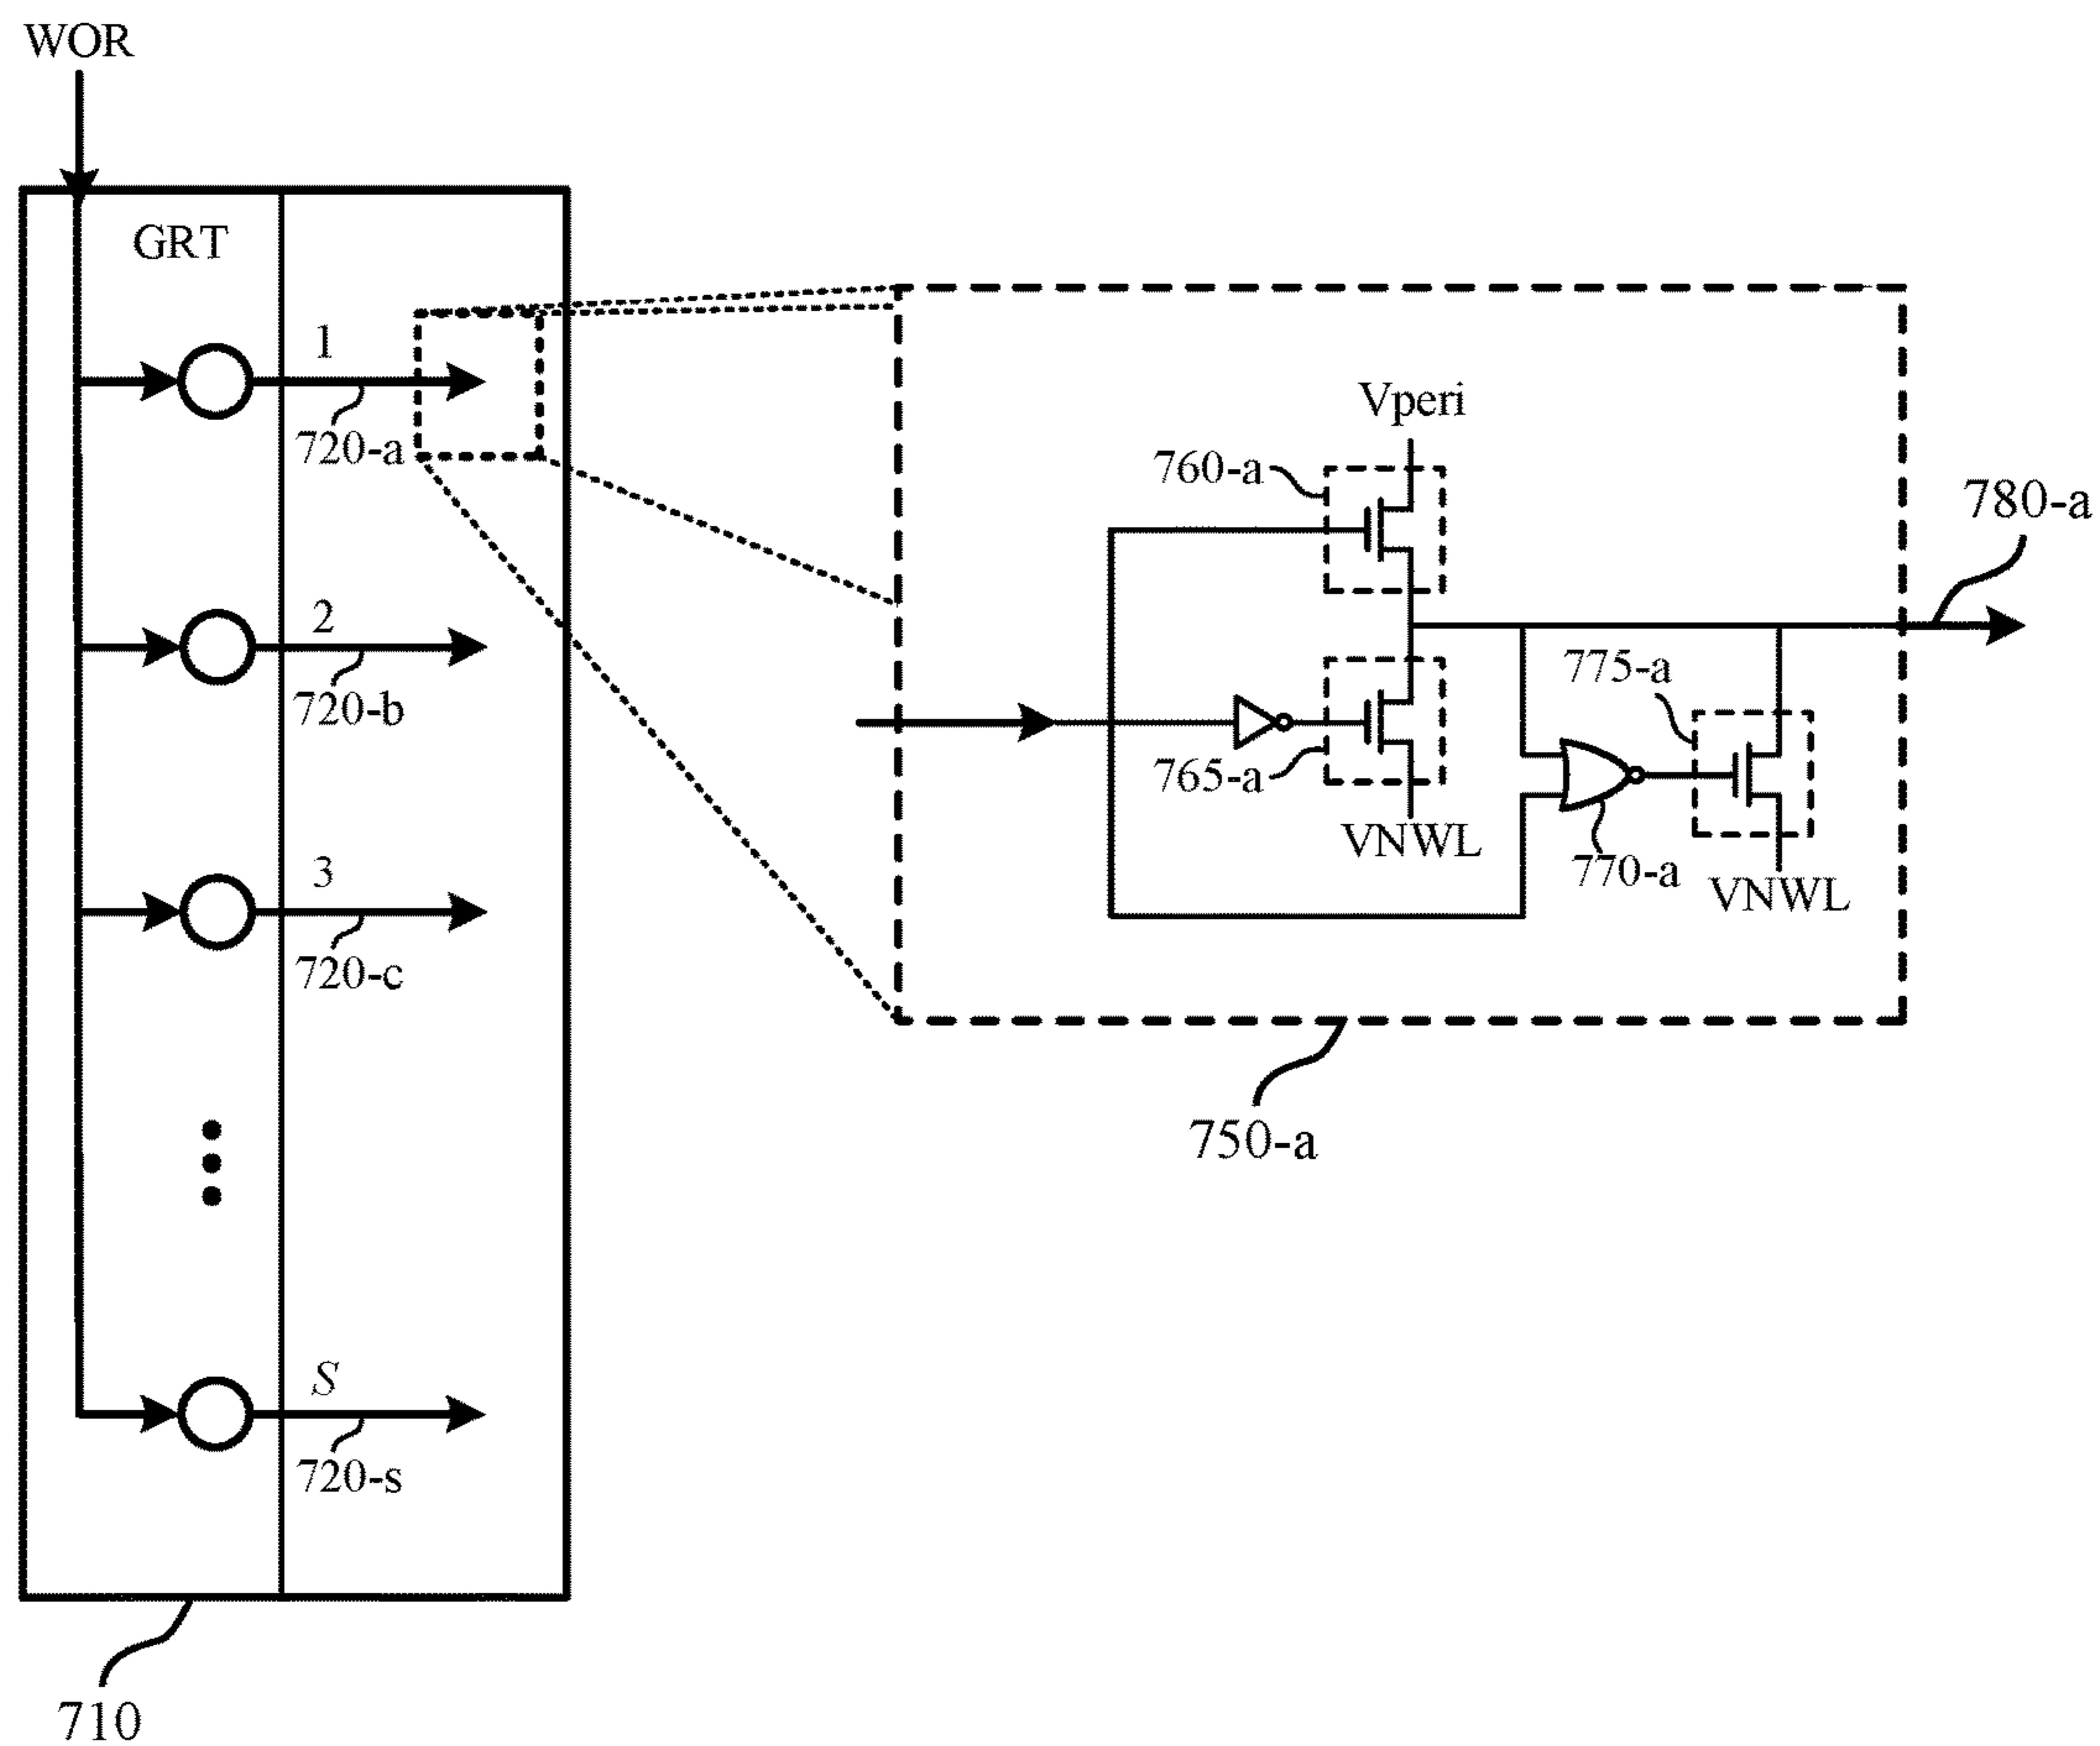 WOR
GRT
1
720-a
2
720-b
3
720-c
S
720-s
710
Vperi
760-a
780-a
775-a
765-a
VNWL
770-a
VNWL
750-a